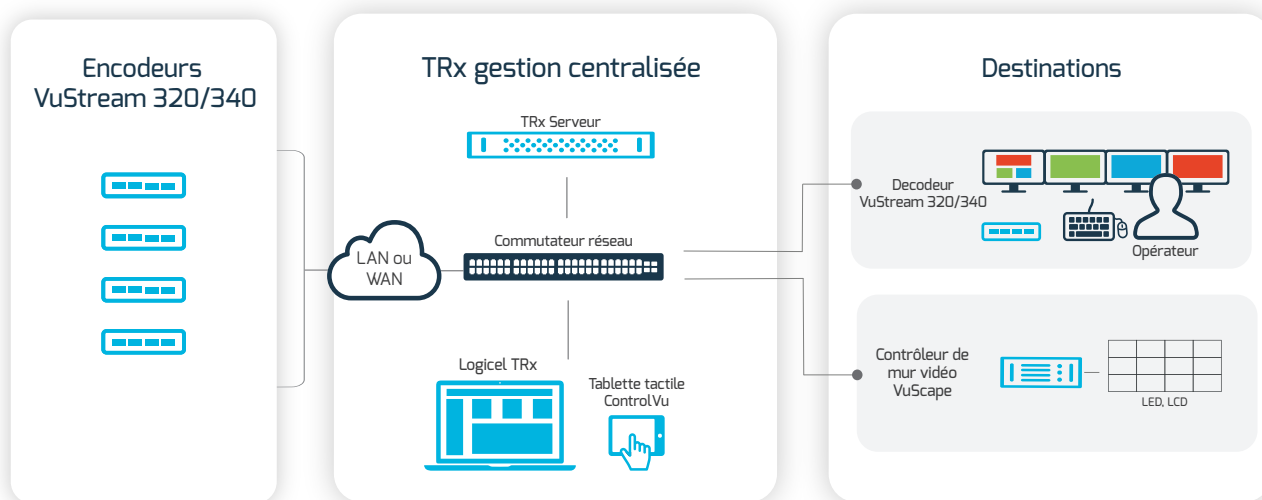 Encodeurs
VuStream 320/340
TRx gestion centralisée
TRx Serveur
LAN ou
WAN
Commutateur réseau
Logiciel TRx
Tablette tactile
ControlVu
Destinations
Decodeur
VuStream 320/340
Opérateur
Contrôleur de
mur vidéo
VuScape
LED, LCD